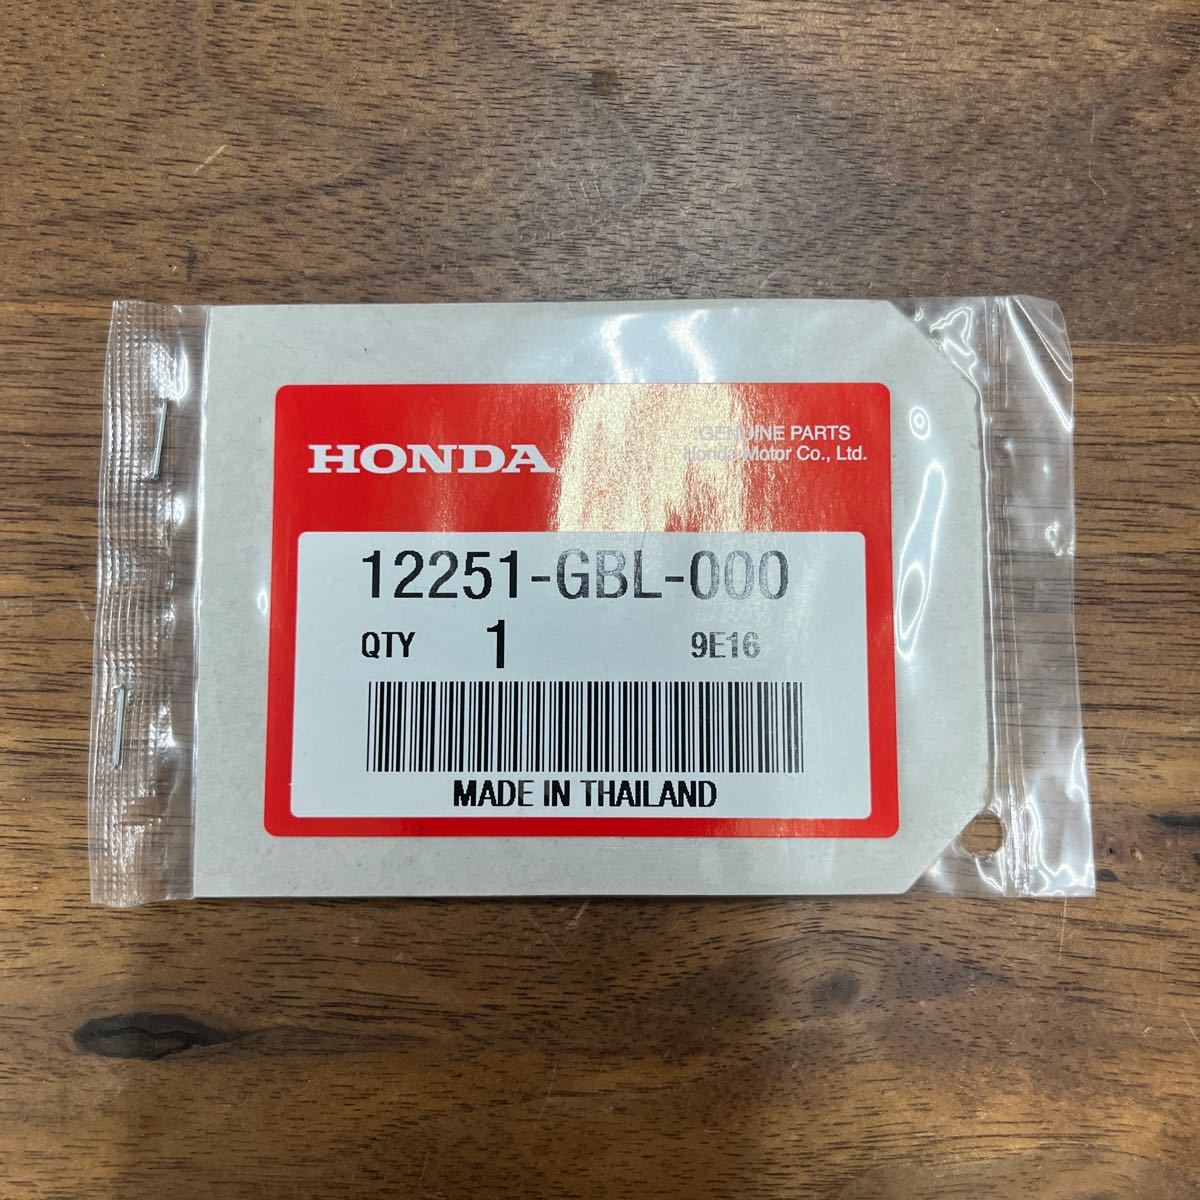 HONDA
GENUINE PARTS
Honda Motor Co., Ltd.
12251-GBL-000
QTY 1 9E16
MADE IN THAILAND